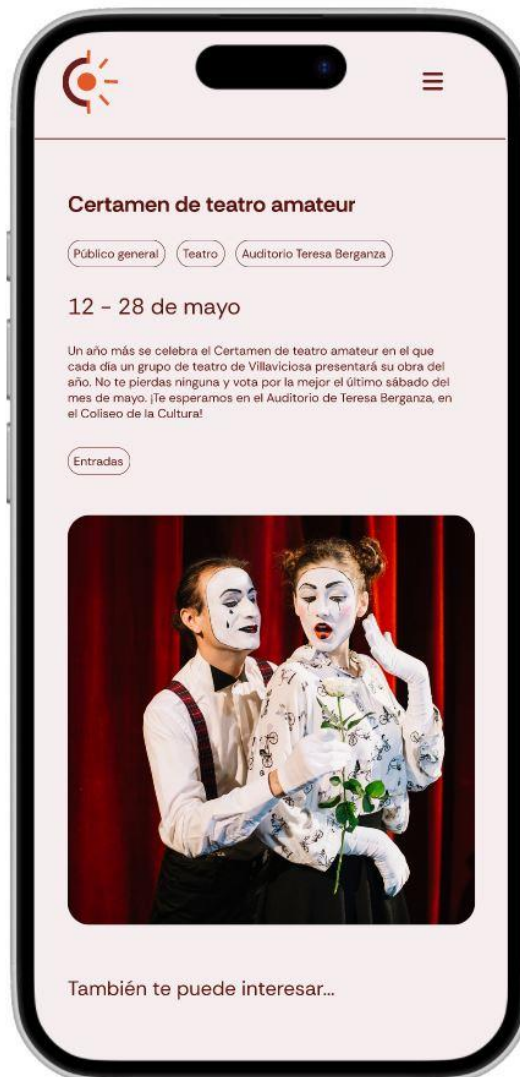 Certamen de teatro amateur
Público general Teatro Auditorio Teresa Berganza
12 - 28 de mayo
Un año más se celebra el Certamen de teatro amateur en el que
cada día un grupo de teatro de Villaviciosa presentará su obra del
año. No te pierdas ninguna y vota por la mejor el último sábado del
mes de mayo. ¡Te esperamos en el Auditorio de Teresa Berganza, en
el Coliseo de la Cultura!
Entradas
También te puede interesar...